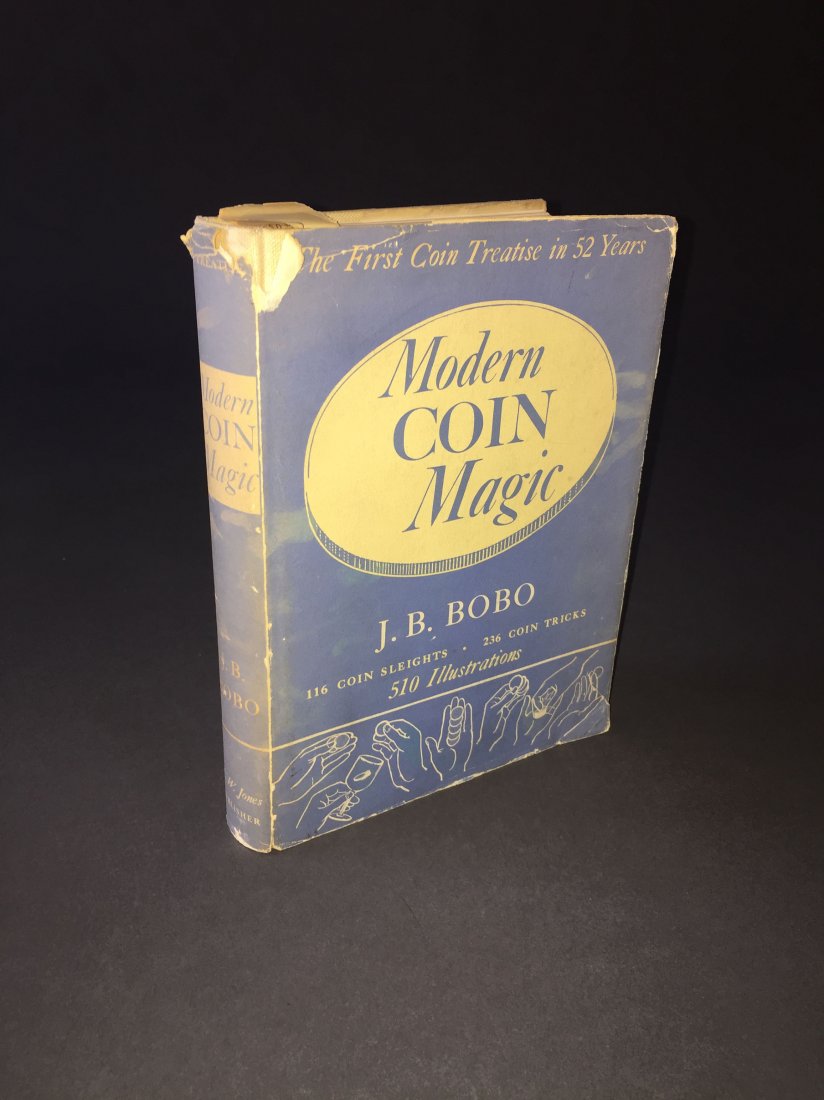 The First Coin Treatise in 52 Years
Modern
COIN
Magic
J. B. BOBO
116 COIN SLEIGHTS • 236 COIN TRICKS
510 Illustrations
Modern
COIN
Magic
J.B.
BOBO
W Jones